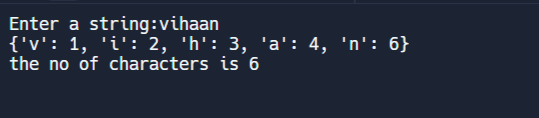 Enter a string:vihaan
{'v': 1, 'i': 2, 'h': 3, 'a': 4, 'n': 6}
the no of characters is 6